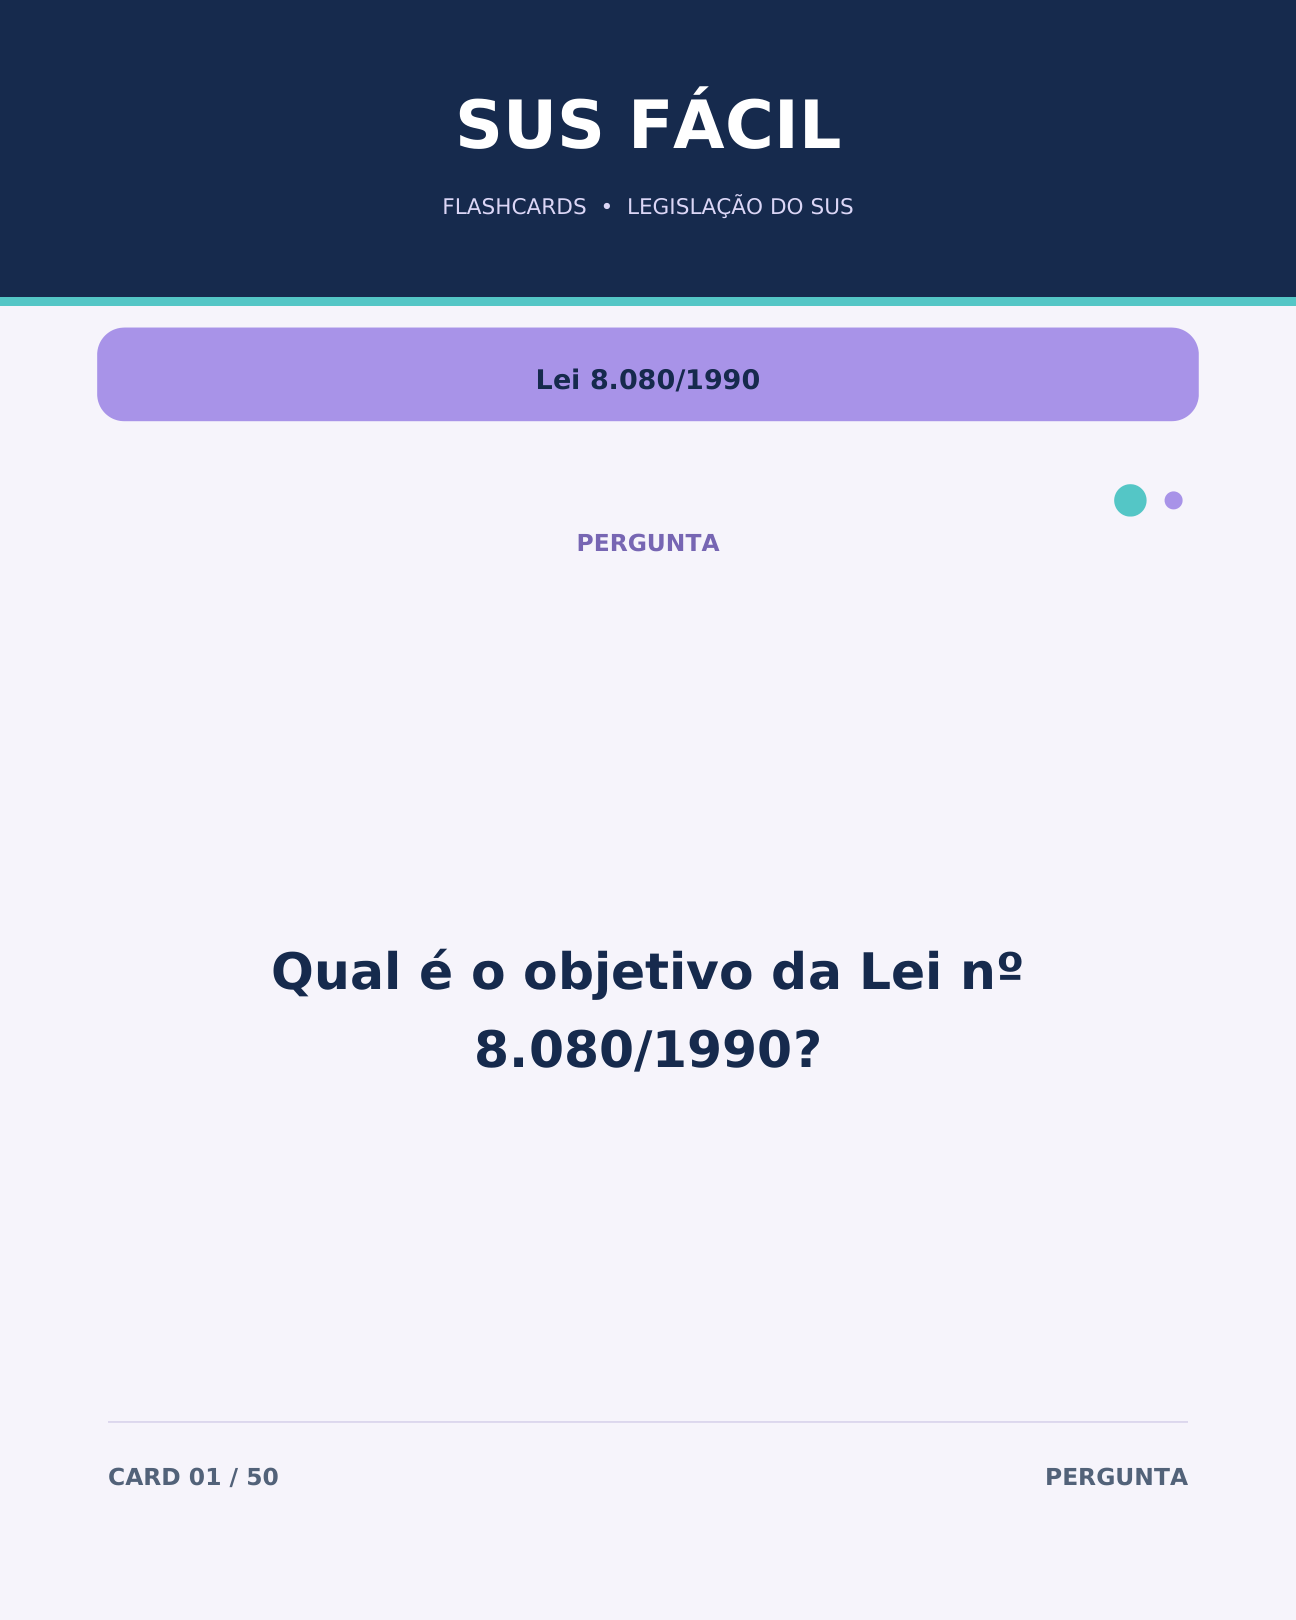 SUS FÁCIL
FLASHCARDS • LEGISLAÇÃO DO SUS
Lei 8.080/1990
PERGUNTA
Qual é o objetivo da Lei nº
8.080/1990?
CARD 01 / 50
PERGUNTA